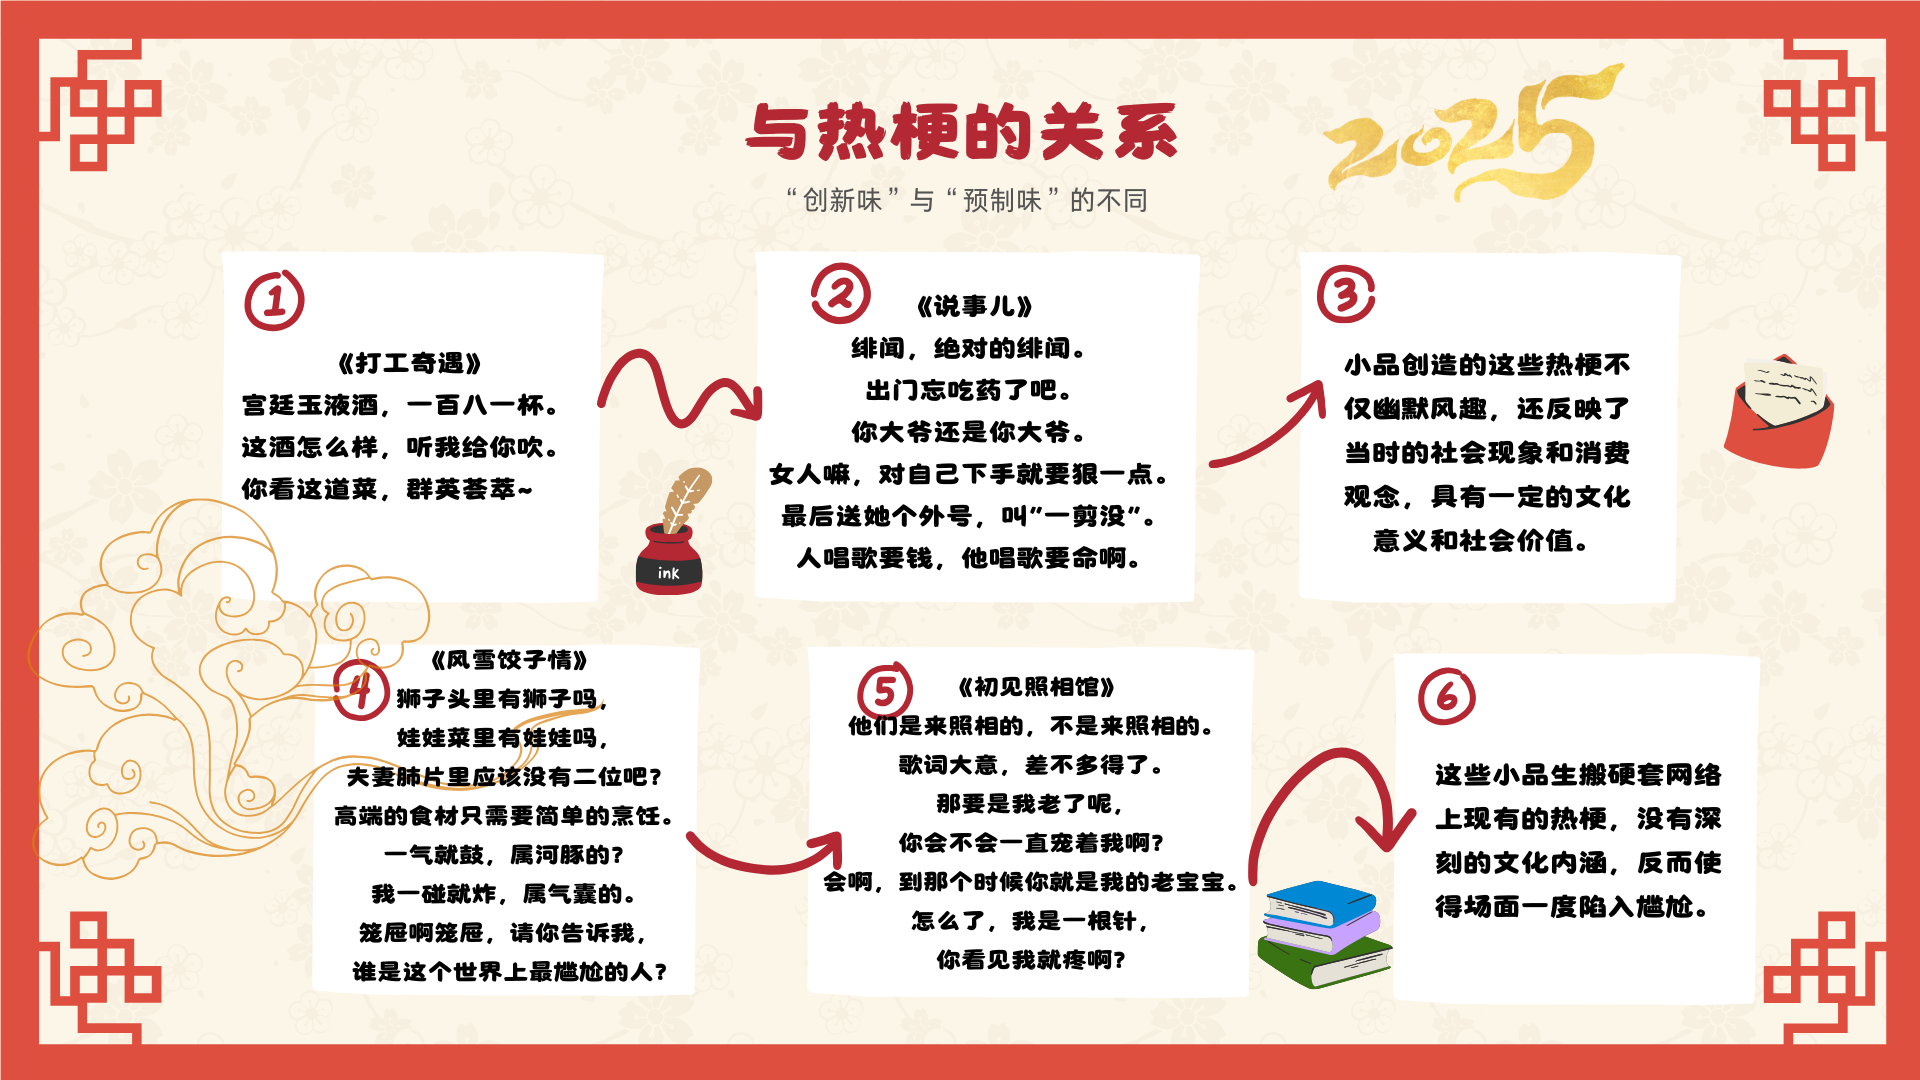 与热梗的关系
2025
“创新味”与“预制味”的不同
1
《打工奇遇》
宫廷玉液酒，一百八一杯。
这酒怎么样，听我给你吹。
你看这道菜，群英荟萃~
2
《说事儿》
绯闻，绝对的绯闻。
出门忘吃药了吧。
你大爷还是你大爷。
女人嘛，对自己下手就要狠一点。
最后送她个外号，叫"一剪没"。
人唱歌要钱，他唱歌要命啊。
3
小品创造的这些热梗不
仅幽默风趣，还反映了
当时的社会现象和消费
观念，具有一定的文化
意义和社会价值。
ink
4
《风雪饺子情》
狮子头里有狮子吗，
娃娃菜里有娃娃吗，
夫妻肺片里应该没有二位吧?
高端的食材只需要简单的烹饪。
一气就鼓，属河豚的?
我一碰就炸，属气囊的。
笼屉啊笼屉，请你告诉我，
谁是这个世界上最尴尬的人?
5
《初见照相馆》
他们是来照相的，不是来照相的。
歌词大意，差不多得了。
那要是我老了呢，
你会不会一直宠着我啊?
会啊，到那个时候你就是我的老宝宝。
怎么了，我是一根针，
你看见我就疼啊?
6
这些小品生搬硬套网络
上现有的热梗，没有深
刻的文化内涵，反而使
得场面一度陷入尴尬。